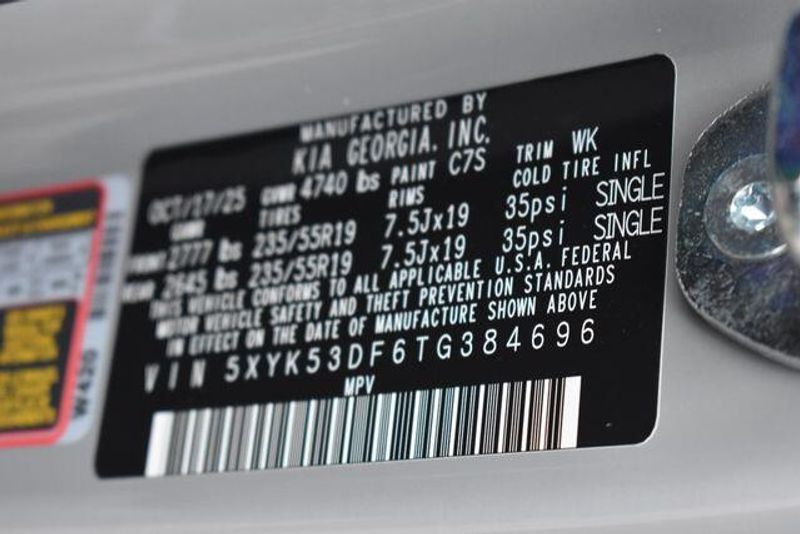 MANUFACTURED BY
KIA GEORGIA, INC.
OCT/17/25 GVWR 4740 lbs PAINT C7S TRIM WK
GAWR TIRES RIMS COLD TIRE INFL
FRONT 2777 lbs 235/55R19 7.5Jx19 35psi SINGLE
REAR 2645 lbs 235/55R19 7.5Jx19 35psi SINGLE
THIS VEHICLE CONFORMS TO ALL APPLICABLE U.S.A. FEDERAL
MOTOR VEHICLE SAFETY AND THEFT PREVENTION STANDARDS
IN EFFECT ON THE DATE OF MANUFACTURE SHOWN ABOVE
VIN 5XYK53DF6TG384696
MPV
W420